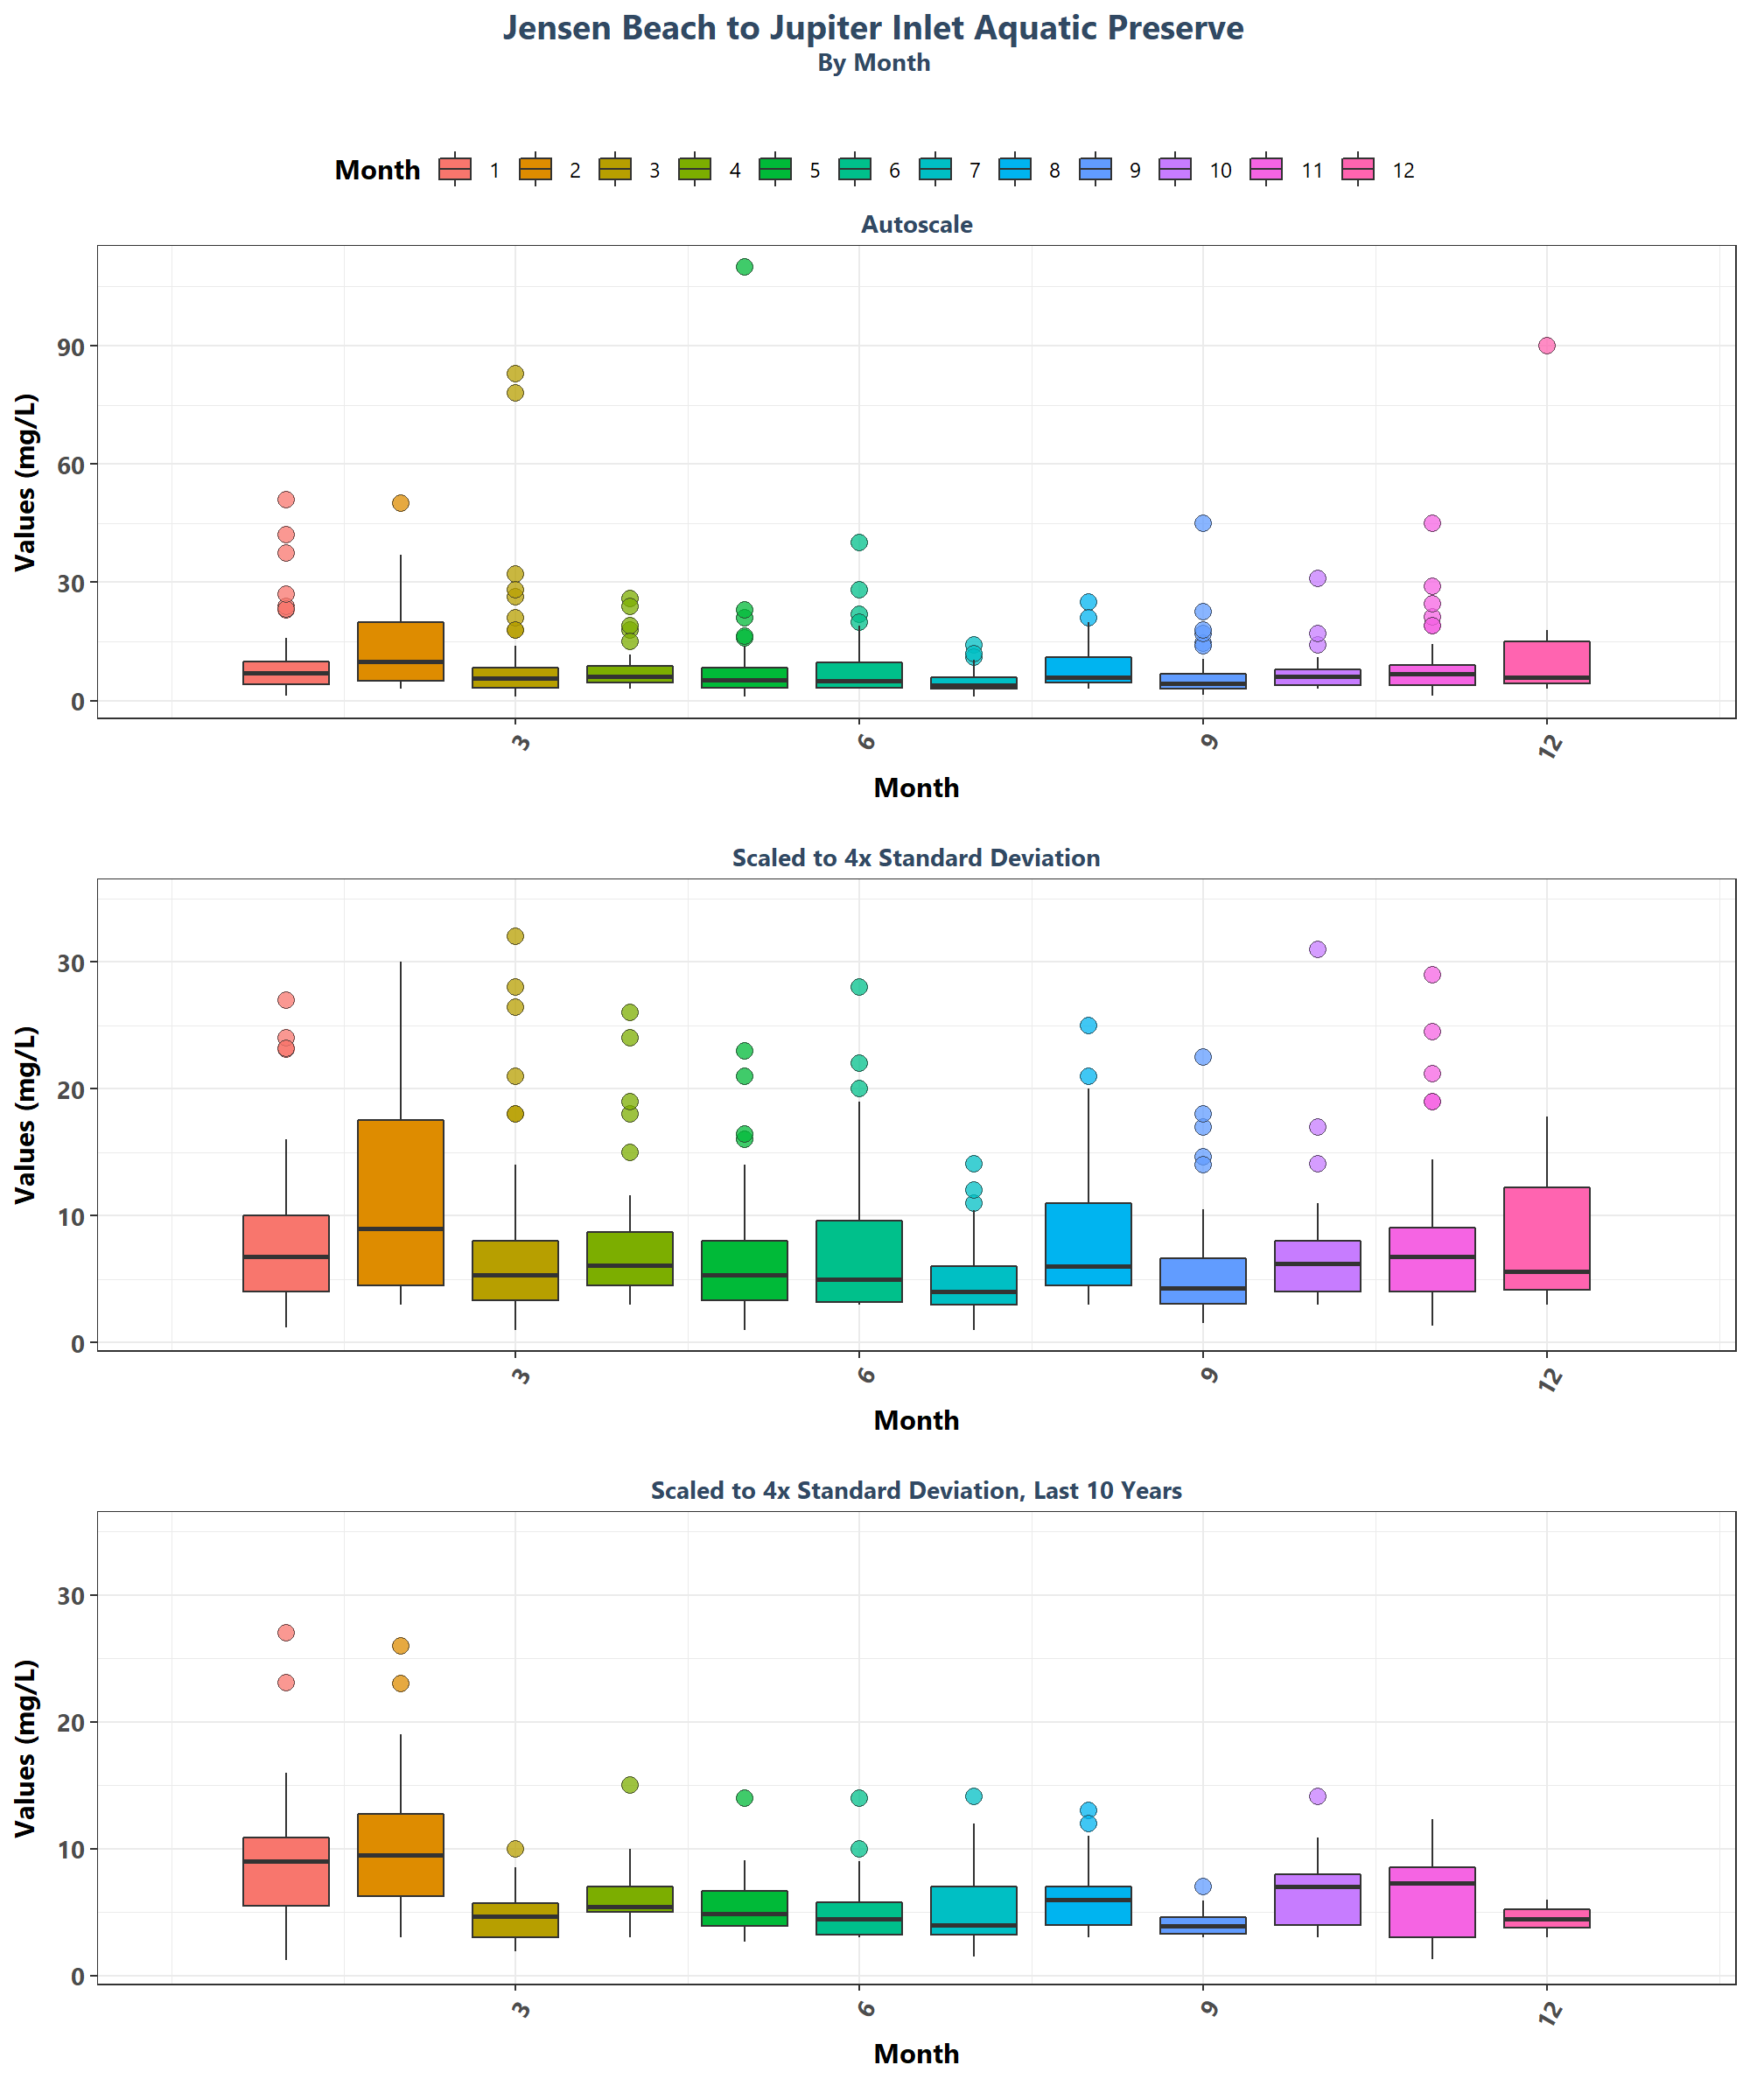 Jensen Beach to Jupiter Inlet Aquatic Preserve
By Month
Month 1 2 3 4 5 6 7 8 9 10 11 12
Autoscale
Values (mg/L)
90
60
30
0
3 6 9 12
Month
Scaled to 4x Standard Deviation
Values (mg/L)
30
20
10
0
3 6 9 12
Month
Scaled to 4x Standard Deviation, Last 10 Years
Values (mg/L)
30
20
10
0
3 6 9 12
Month